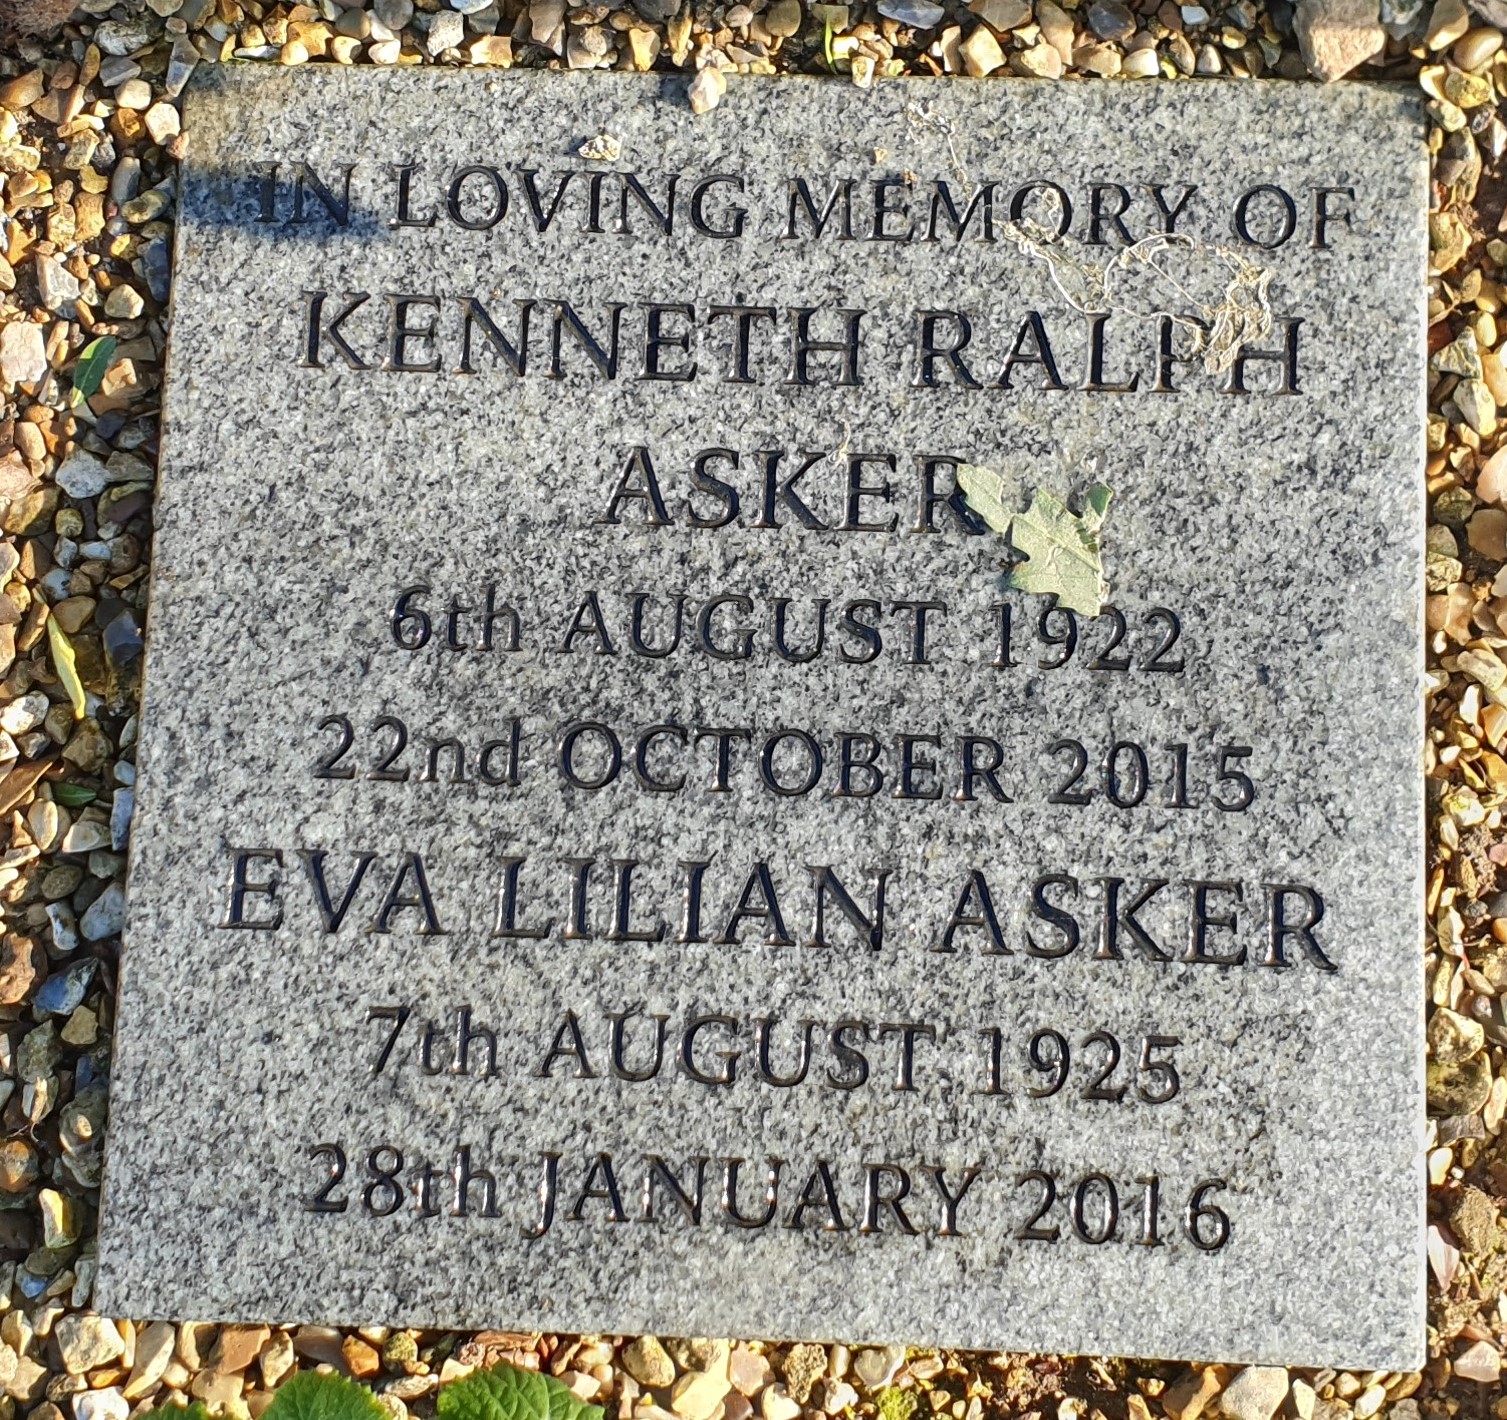 IN LOVING MEMORY OF
KENNETH RALPH
ASKER
6th AUGUST 1922
22nd OCTOBER 2015
EVA LILIAN ASKER
7th AUGUST 1925
28th JANUARY 2016